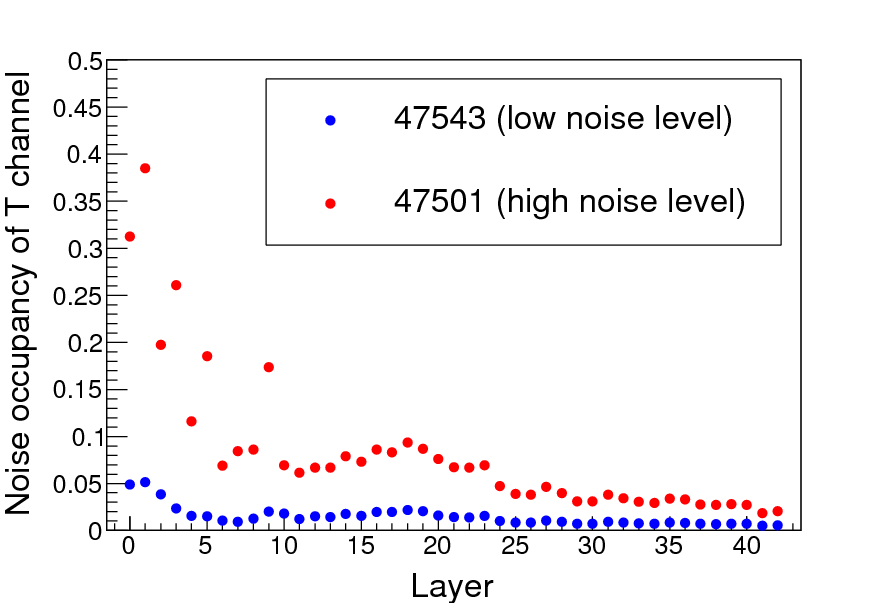 0.5
0.45
0.4
0.35
0.3
0.25
0.2
0.15
0.1
0.05
0
Noise occupancy of T channel
47543 (low noise level)
47501 (high noise level)
0 5 10 15 20 25 30 35 40
Layer